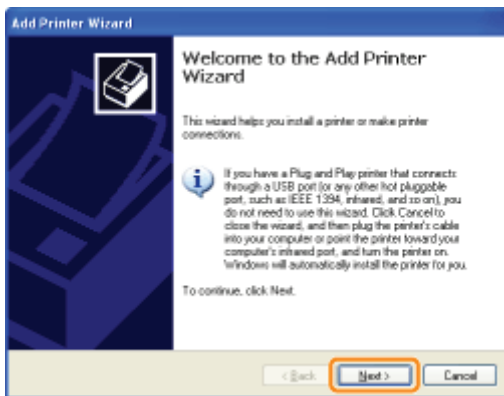 Add Printer Wizard
Welcome to the Add Printer
Wizard
This wizard helps you install a printer or make printer
connections.
If you have a Plug and Play printer that connects
through a USB port (or any other hot pluggable
port, such as IEEE 1394, infrared, and so on), you
do not need to use this wizard. Click Cancel to
close the wizard, and then plug the printer's cable
into your computer or point the printer toward your
computer's infrared port, and turn the printer on.
Windows will automatically install the printer for you.
To continue, click Next.
< Back Next > Cancel